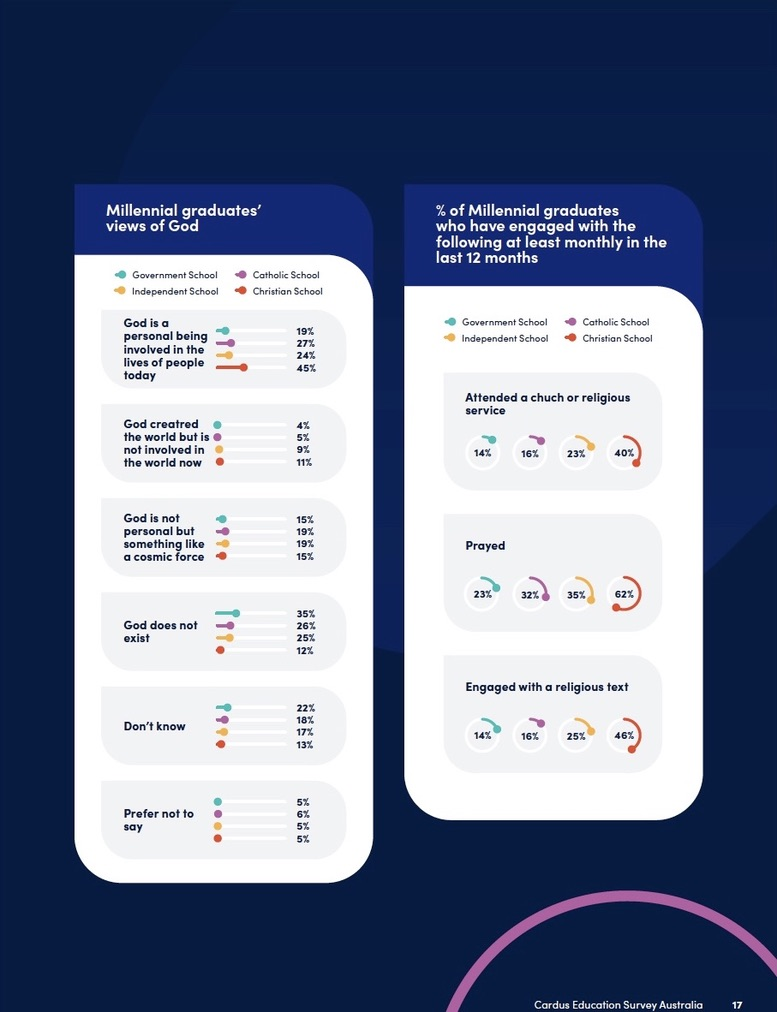 Millennial graduates’
views of God
Government School
Catholic School
Independent School
Christian School
God is a
personal being
involved in the
lives of people
today
19%
27%
24%
45%
God creatred
the world but is
not involved in
the world now
4%
5%
9%
11%
God is not
personal but
something like
a cosmic force
15%
19%
19%
15%
God does not
exist
35%
26%
25%
12%
Don’t know
22%
18%
17%
13%
Prefer not to
say
5%
6%
5%
5%
% of Millennial graduates
who have engaged with the
following at least monthly in the
last 12 months
Government School
Catholic School
Independent School
Christian School
Attended a chuch or religious
service
14%
16%
23%
40%
Prayed
23%
32%
35%
62%
Engaged with a religious text
14%
16%
25%
46%
Cardus Education Survey Australia 17